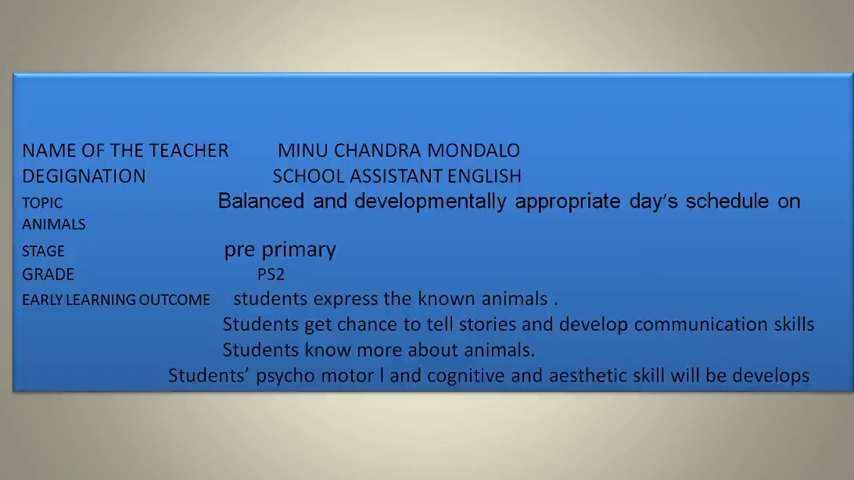 NAME OF THE TEACHER MINU CHANDRA MONDALO
DEGIGNATION SCHOOL ASSISTANT ENGLISH
TOPIC Balanced and developmentally appropriate day's schedule on
ANIMALS
STAGE pre primary
GRADE PS2
EARLY LEARNING OUTCOME students express the known animals .
Students get chance to tell stories and develop communication skills
Students know more about animals.
Students’ psycho motor l and cognitive and aesthetic skill will be develops